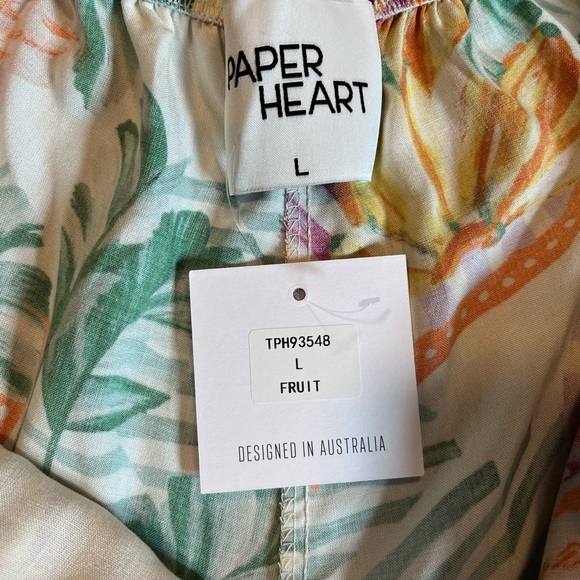 PAPER
HEART
L
TPH93548
L
FRUIT
DESIGNED IN AUSTRALIA